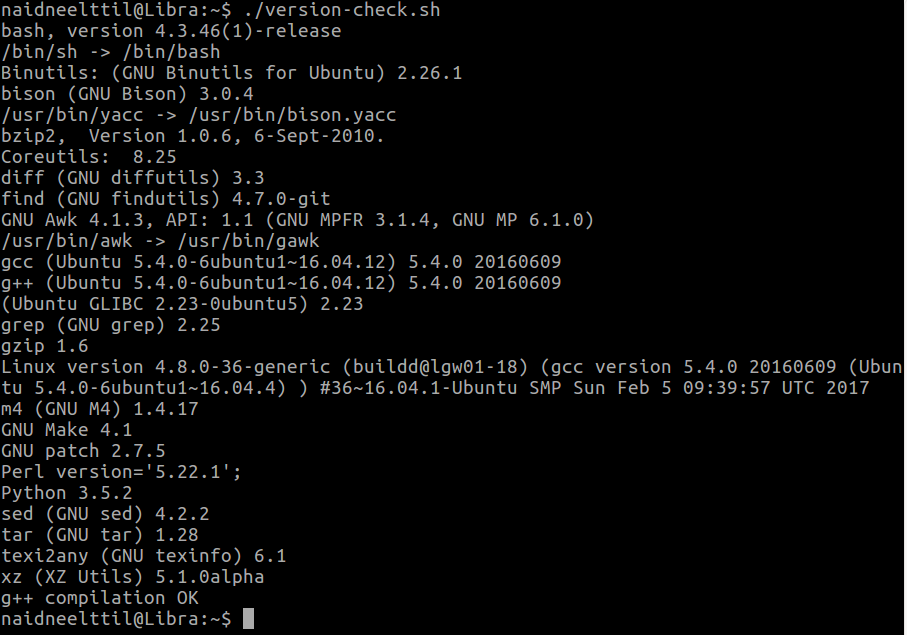 naidneelttil@Libra:~$ ./version-check.sh
bash, version 4.3.46(1)-release
/bin/sh -> /bin/bash
Binutils: (GNU Binutils for Ubuntu) 2.26.1
bison (GNU Bison) 3.0.4
/usr/bin/yacc -> /usr/bin/bison.yacc
bzip2,  Version 1.0.6, 6-Sept-2010.
Coreutils:  8.25
diff (GNU diffutils) 3.3
find (GNU findutils) 4.7.0-git
GNU Awk 4.1.3, API: 1.1 (GNU MPFR 3.1.4, GNU MP 6.1.0)
/usr/bin/awk -> /usr/bin/gawk
gcc (Ubuntu 5.4.0-6ubuntu1~16.04.12) 5.4.0 20160609
g++ (Ubuntu 5.4.0-6ubuntu1~16.04.12) 5.4.0 20160609
(Ubuntu GLIBC 2.23-0ubuntu5) 2.23
grep (GNU grep) 2.25
gzip 1.6
Linux version 4.8.0-36-generic (buildd@lgw01-18) (gcc version 5.4.0 20160609 (Ubun
tu 5.4.0-6ubuntu1~16.04.4) ) #36~16.04.1-Ubuntu SMP Sun Feb 5 09:39:57 UTC 2017
m4 (GNU M4) 1.4.17
GNU Make 4.1
GNU patch 2.7.5
Perl version='5.22.1';
Python 3.5.2
sed (GNU sed) 4.2.2
tar (GNU tar) 1.28
texi2any (GNU texinfo) 6.1
xz (XZ Utils) 5.1.0alpha
g++ compilation OK
naidneelttil@Libra:~$